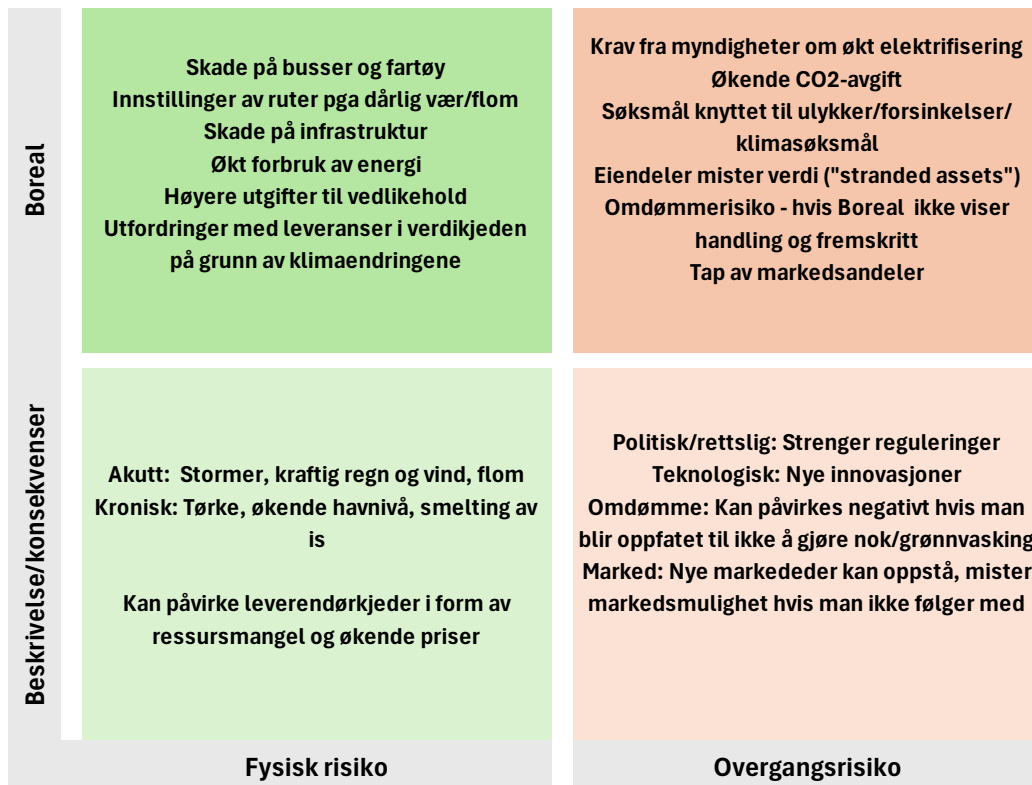 Boreal
Skade på busser og fartøy
Innstillinger av ruter pga dårlig vær/flom
Skade på infrastruktur
Økt forbruk av energi
Høyere utgifter til vedlikehold
Utfordringer med leveranser i verdikjeden
på grunn av klimaendringene
Krav fra myndigheter om økt elektrifisering
Økende CO2-avgift
Søksmål knyttet til ulykker/forsinkelser/
klimasøksmål
Eiendeler mister verdi ("stranded assets")
Omdømmerisiko - hvis Boreal  ikke viser
handling og fremskritt
Tap av markedsandeler
Beskrivelse/konsekvenser
Akutt:  Stormer, kraftig regn og vind, flom
Kronisk: Tørke, økende havnivå, smelting av
is
Kan påvirke leverendørkjeder i form av
ressursmangel og økende priser
Politisk/rettslig: Strenger reguleringer
Teknologisk: Nye innovasjoner
Omdømme: Kan påvirkes negativt hvis man
blir oppfatet til ikke å gjøre nok/grønnvasking
Marked: Nye markededer kan oppstå, mister
markedsmulighet hvis man ikke følger med
Fysisk risiko
Overgangsrisiko